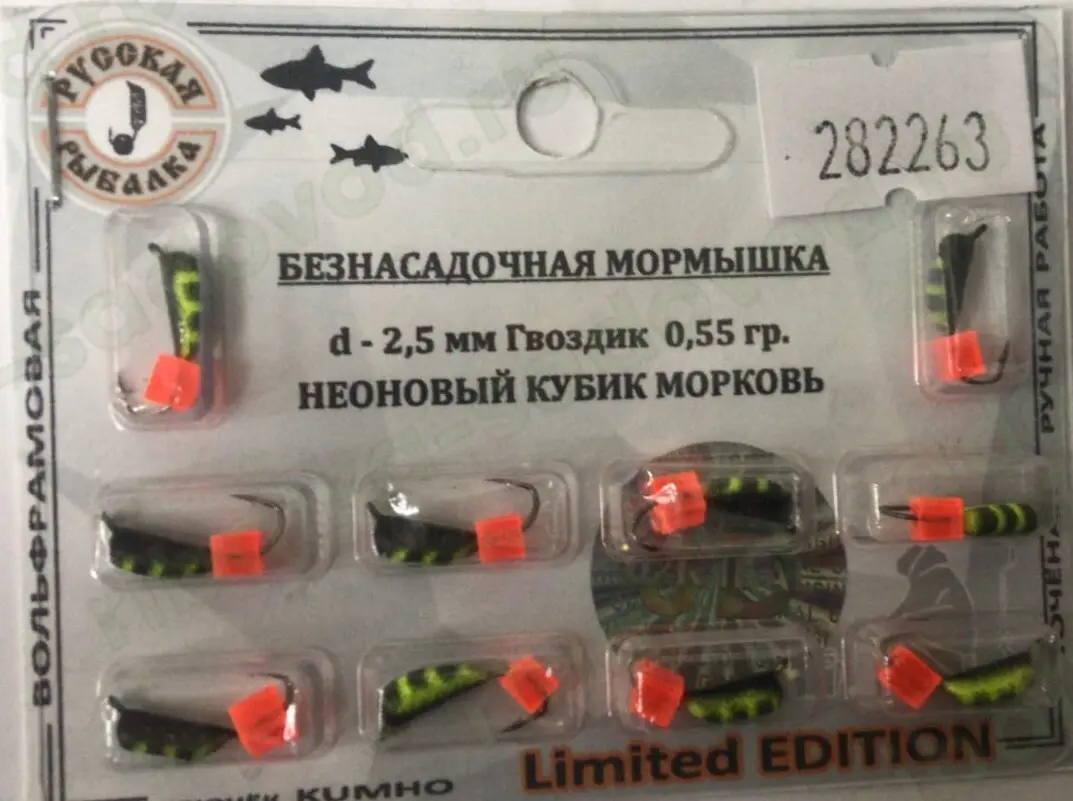 РУССКАЯ
РЫБАЛКА
282263
БЕЗНАСАДОЧНАЯ МОРМЫШКА
d - 2,5 мм Гвоздик 0,55 гр.
НЕОНОВЫЙ КУБИК МОРКОВЬ
ВОЛЬФРАМОВАЯ
РУЧНАЯ РАБОТА
Limited EDITION
KUMHO